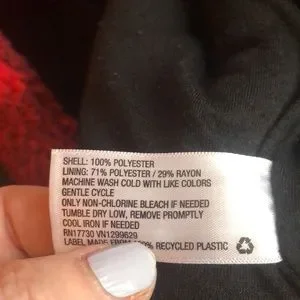 SHELL: 100% POLYESTER
LINING: 71% POLYESTER / 29% RAYON
MACHINE WASH COLD WITH LIKE COLORS
GENTLE CYCLE
ONLY NON-CHLORINE BLEACH IF NEEDED
TUMBLE DRY LOW, REMOVE PROMPTLY
COOL IRON IF NEEDED
RN17730 VN1299629
LABEL MADE FROM 100% RECYCLED PLASTIC